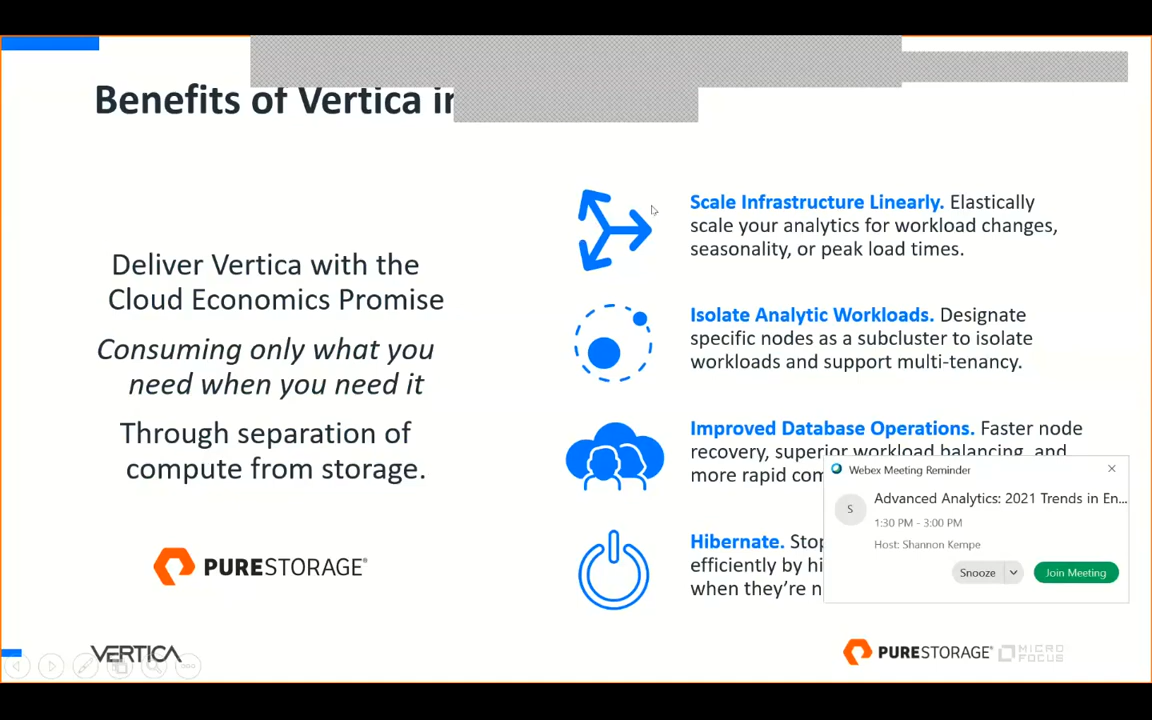 Benefits of Vertica in
Deliver Vertica with the
Cloud Economics Promise
Consuming only what you
need when you need it
Through separation of
compute from storage.
PURESTORAGE®
Scale Infrastructure Linearly. Elastically
scale your analytics for workload changes,
seasonality, or peak load times.
Isolate Analytic Workloads. Designate
specific nodes as a subcluster to isolate
workloads and support multi-tenancy.
Improved Database Operations. Faster node
recovery, superior workload balancing, and
more rapid com
Hibernate. Stop
efficiently by hi
when they're n
Webex Meeting Reminder
S
Advanced Analytics: 2021 Trends in En...
1:30 PM - 3:00 PM
Host: Shannon Kempe
Snooze
Join Meeting
VERTICA
PURESTORAGE®
MICRO
FOCUS